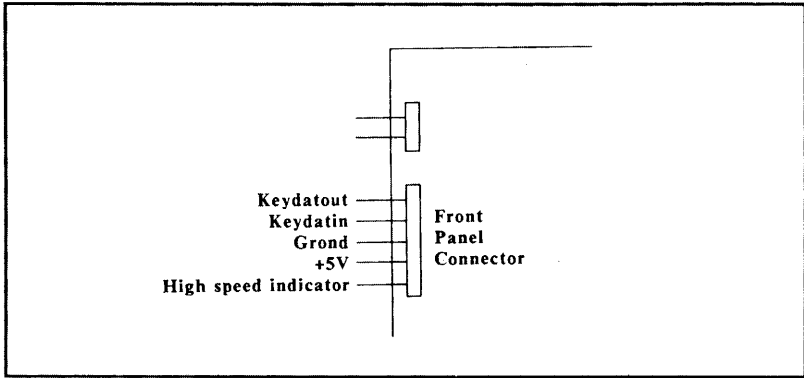 Keydatout
Keydatin
Grond
+5V
High speed indicator
Front
Panel
Connector